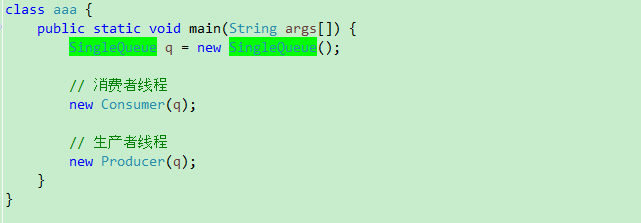 class aaa {
    public static void main(String args[]) {
        SingleQueue q = new SingleQueue();
        // 消费者线程
        new Consumer(q);
        // 生产者线程
        new Producer(q);
    }
}